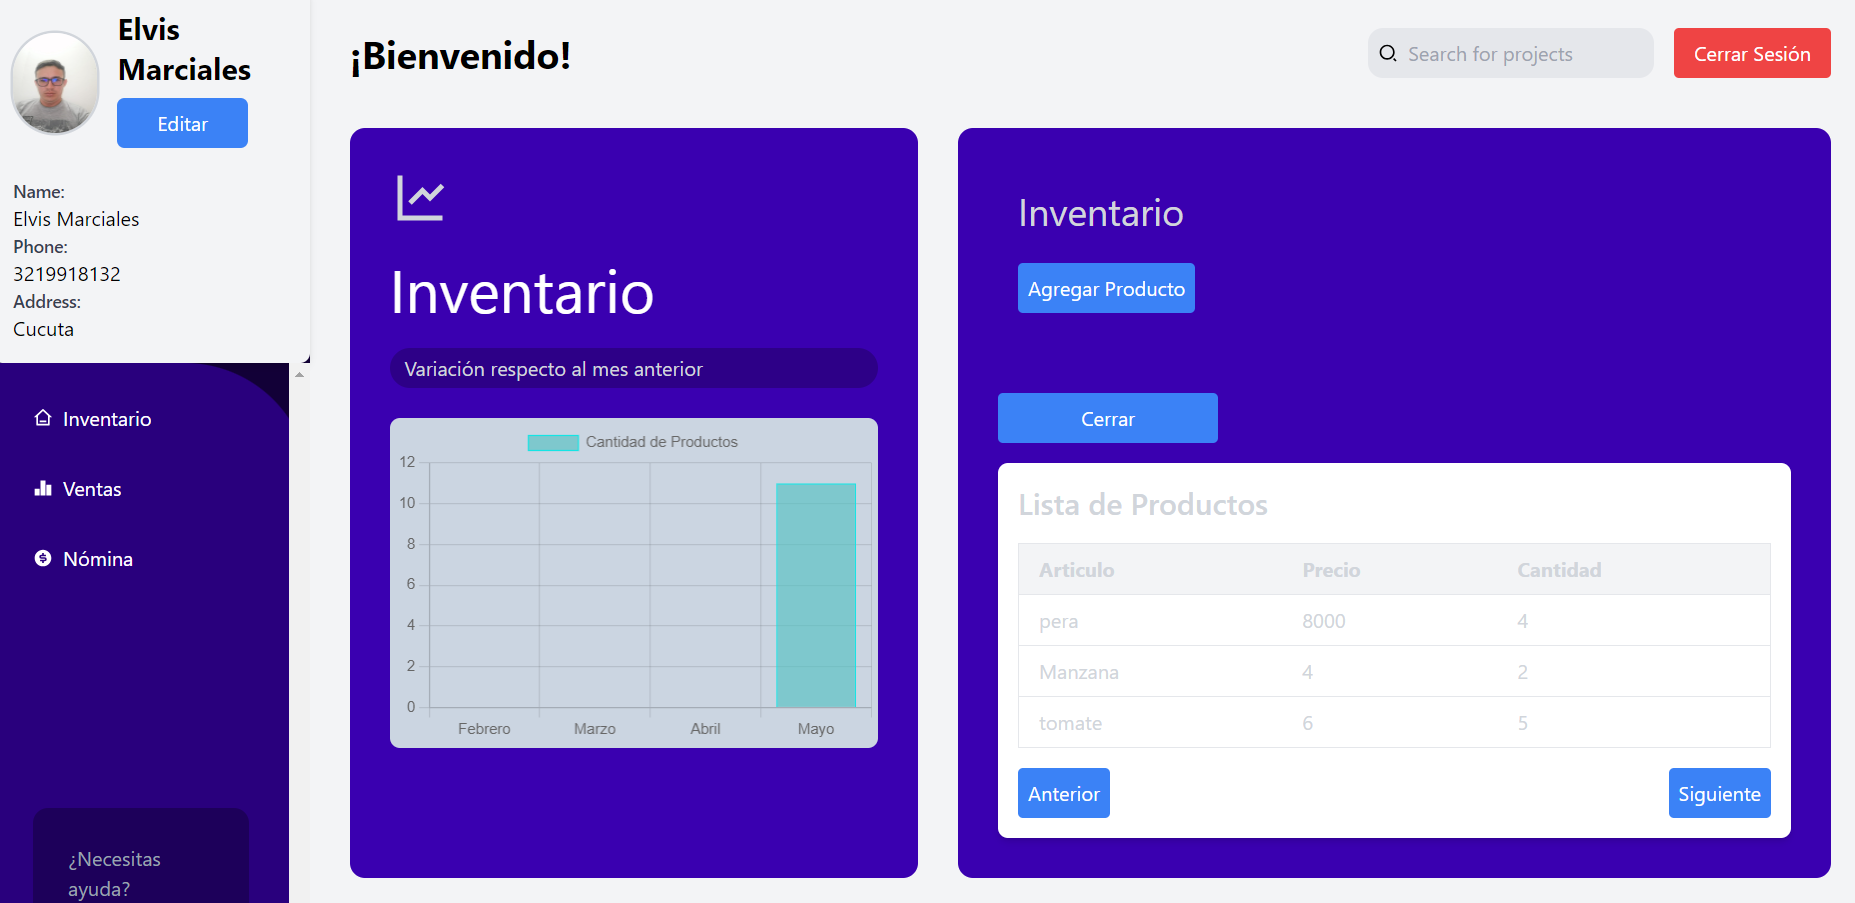 Elvis
Marciales
Editar
Name:
Elvis Marciales
Phone:
3219918132
Address:
Cucuta
Inventario
Ventas
Nómina
¿Necesitas
ayuda?
¡Bienvenido!
Search for projects
Cerrar Sesión
Inventario
Variación respecto al mes anterior
Cantidad de Productos
12
10
8
6
4
2
0
Febrero Marzo Abril Mayo
Inventario
Agregar Producto
Cerrar
Lista de Productos
Articulo Precio Cantidad
pera 8000 4
Manzana 4 2
tomate 6 5
Anterior Siguiente